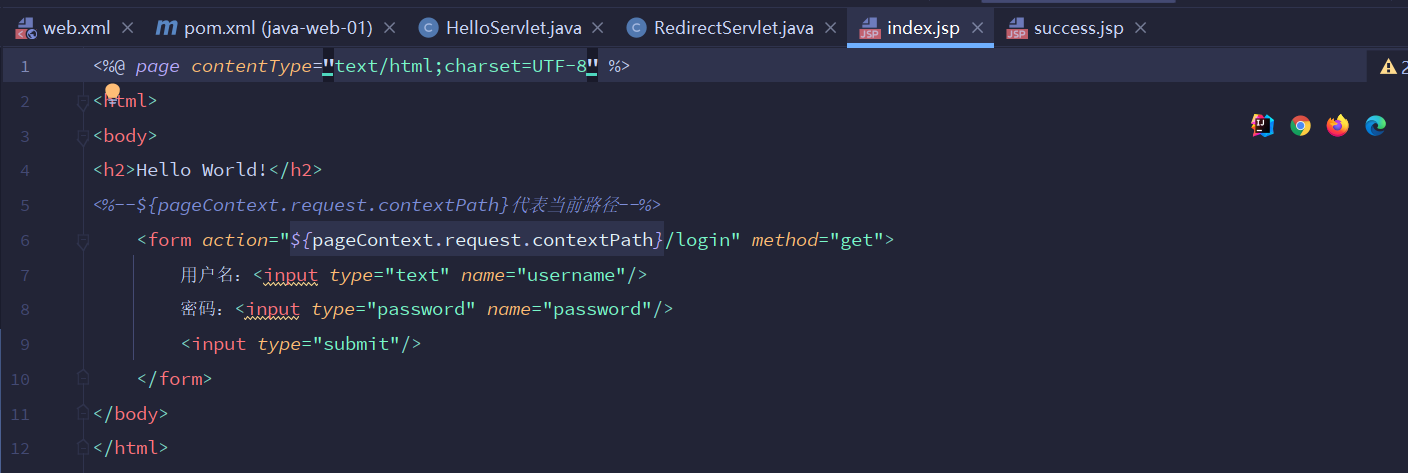 web.xml pom.xml (java-web-01) HelloServlet.java RedirectServlet.java index.jsp success.jsp
1 <%@ page contentType="text/html;charset=UTF-8" %> 2
2 <html>
3 <body>
4 <h2>Hello World!</h2>
5 <%--${pageContext.request.contextPath}代表当前路径--%>
6 <form action="${pageContext.request.contextPath}/login" method="get">
7 用户名：<input type="text" name="username"/>
8 密码：<input type="password" name="password"/>
9 <input type="submit"/>
10 </form>
11 </body>
12 </html>